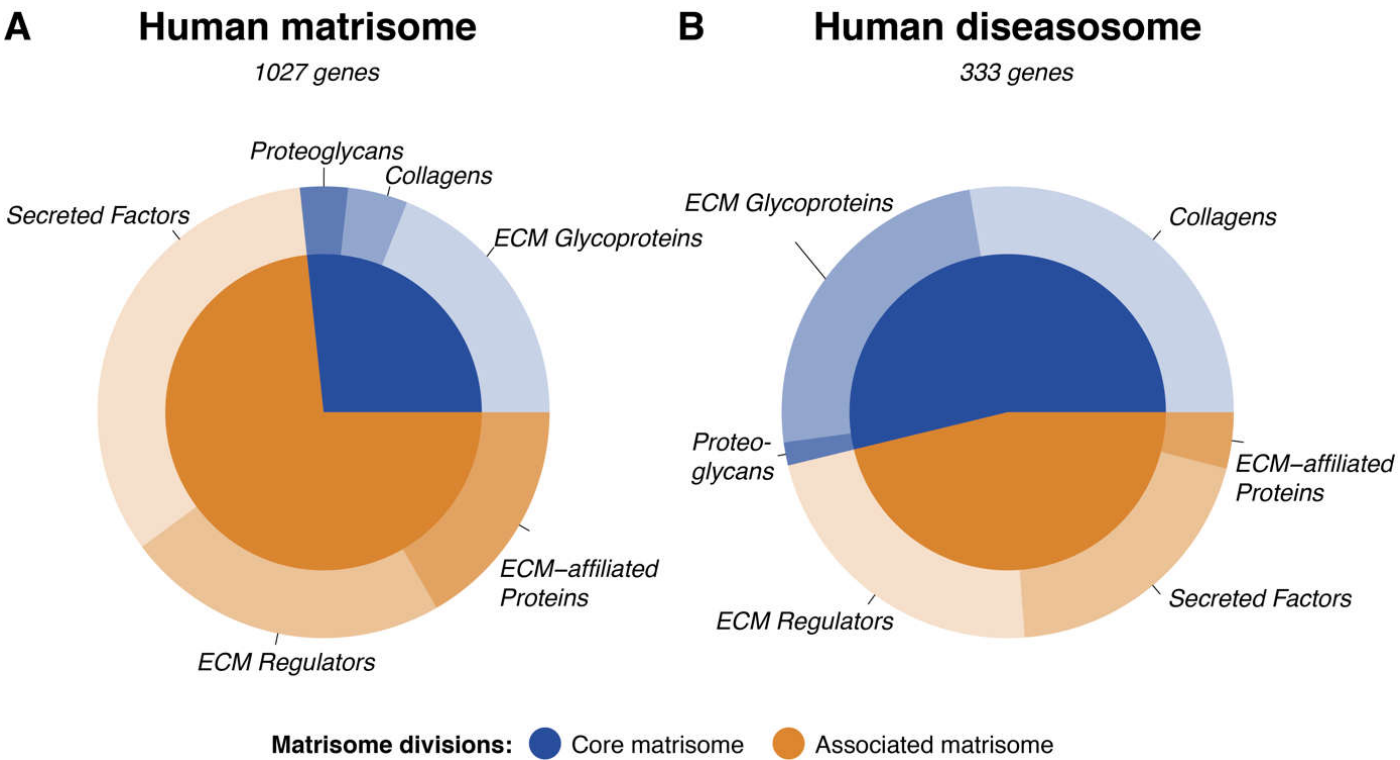 A
Human matrisome
1027 genes
Proteoglycans
Collagens
Secreted Factors
ECM Glycoproteins
ECM–affiliated
Proteins
ECM Regulators
B
Human diseasosome
333 genes
ECM Glycoproteins
Collagens
Proteo-
glycans
ECM–affiliated
Proteins
Secreted Factors
ECM Regulators
Matrisome divisions: Core matrisome Associated matrisome